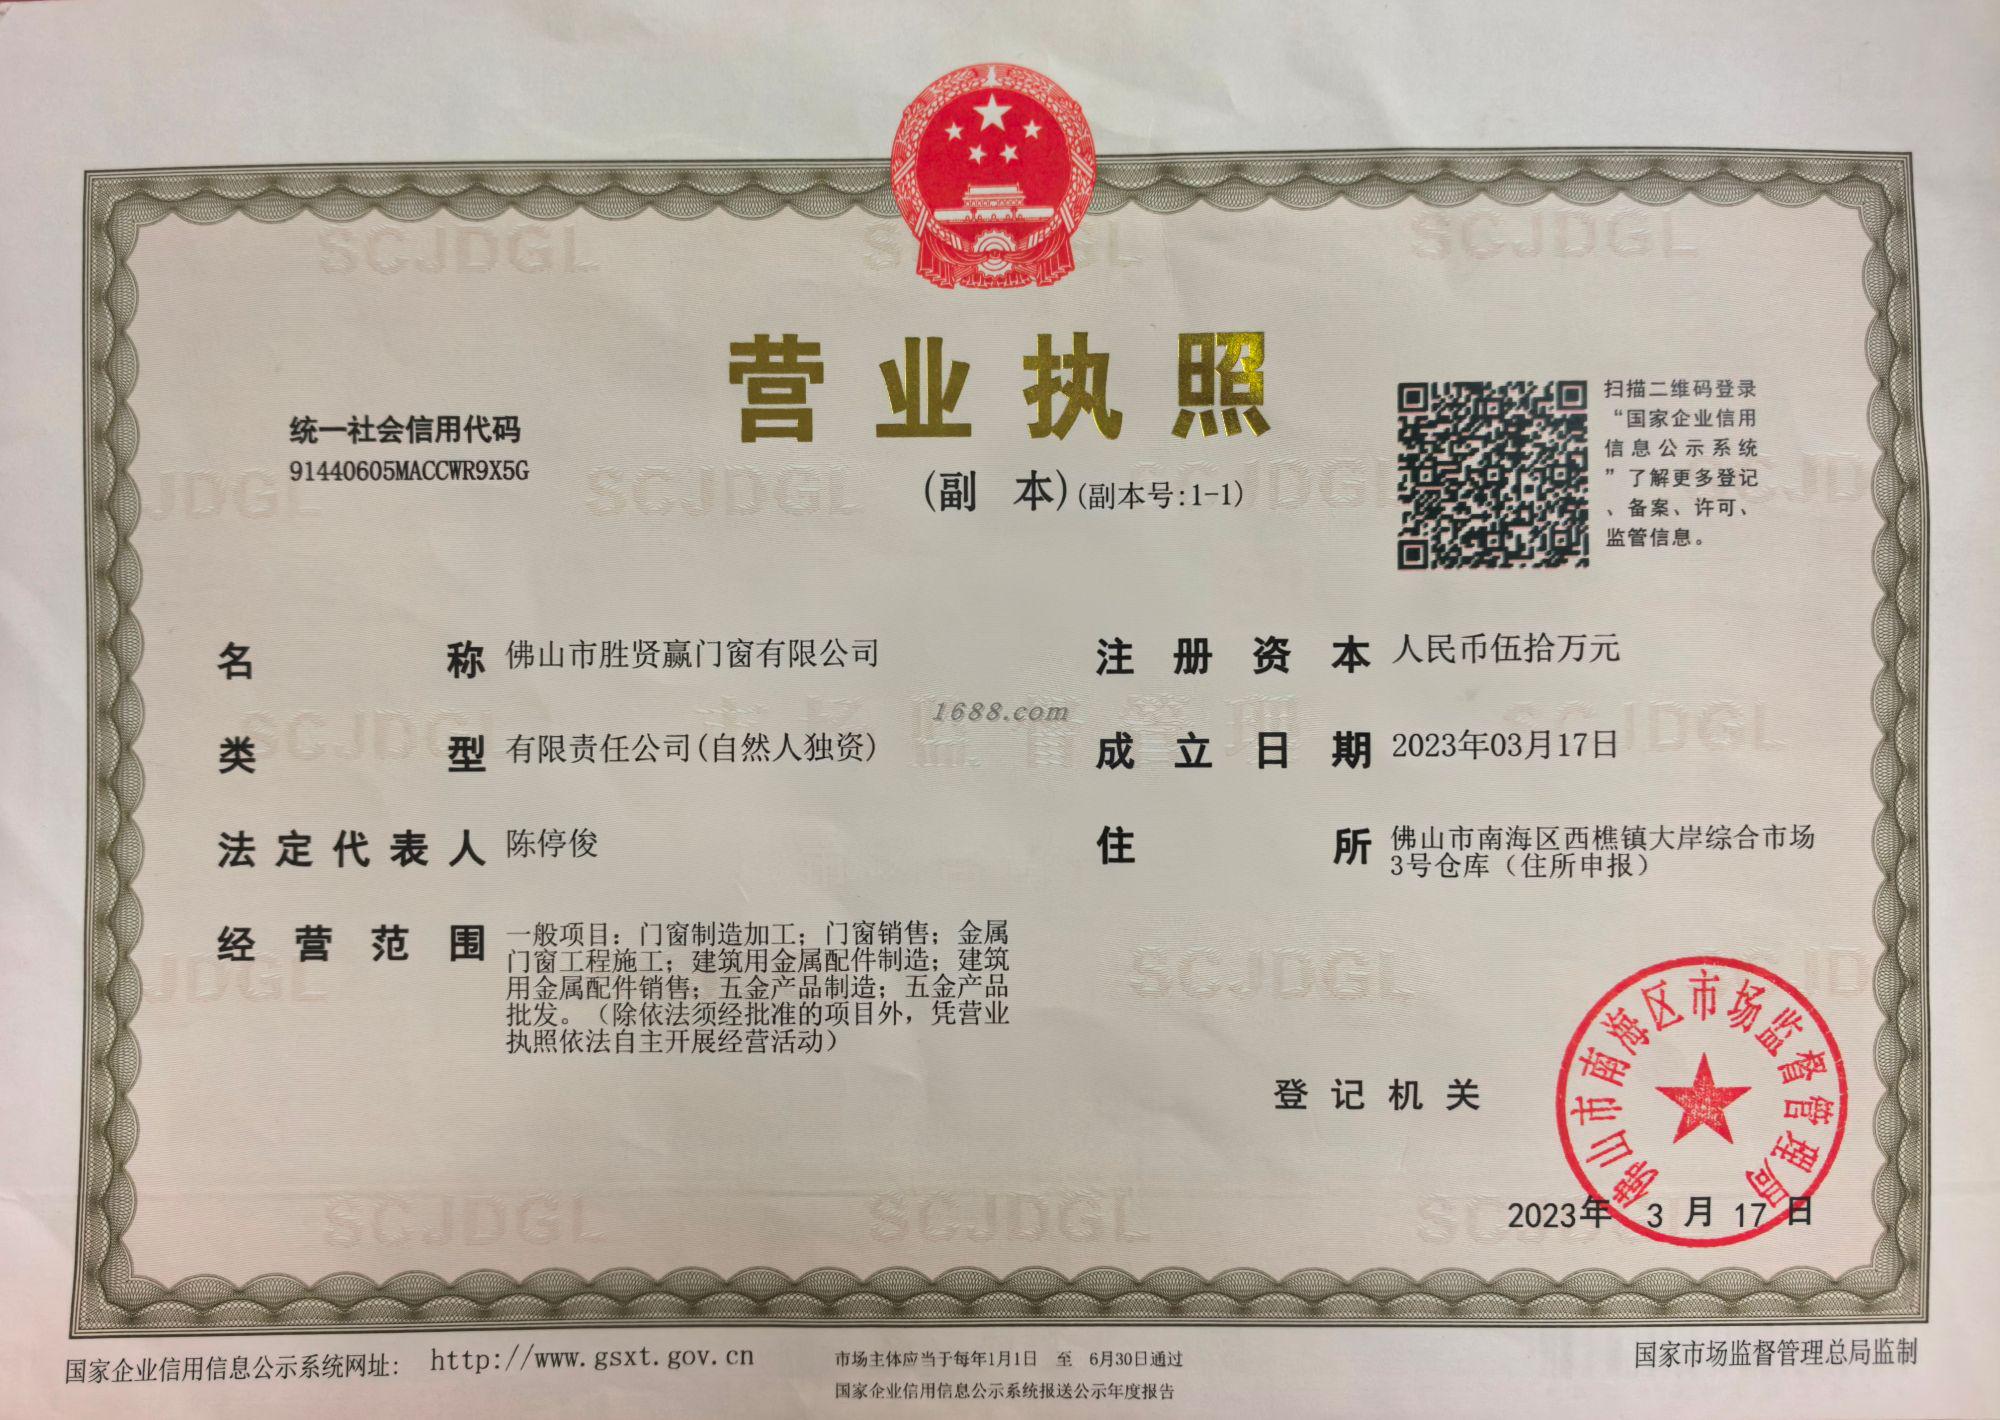 营业执照
(副 本)(副本号:1-1)
统一社会信用代码
91440605MACCWR9X5G
扫描二维码登录
“国家企业信用
信息公示系统
”了解更多登记
、备案、许可、
监管信息。
名称 佛山市胜贤赢门窗有限公司
类型 有限责任公司(自然人独资)
法定代表人 陈停俊
经营范围 一般项目：门窗制造加工；门窗销售；金属
门窗工程施工；建筑用金属配件制造；建筑
用金属配件销售；五金产品制造；五金产品
批发。（除依法须经批准的项目外，凭营业
执照依法自主开展经营活动）
注册资本 人民币伍拾万元
成立日期 2023年03月17日
住所 佛山市南海区西樵镇大岸综合市场
3号仓库（住所申报）
1688.com
登记机关
佛山市南海区市场监督管理局
2023年 3 月 17 日
国家企业信用信息公示系统网址： http://www.gsxt.gov.cn
市场主体应当于每年1月1日 至 6月30日通过
国家企业信用信息公示系统报送公示年度报告
国家市场监督管理总局监制
SCJDGL
市场监督管理